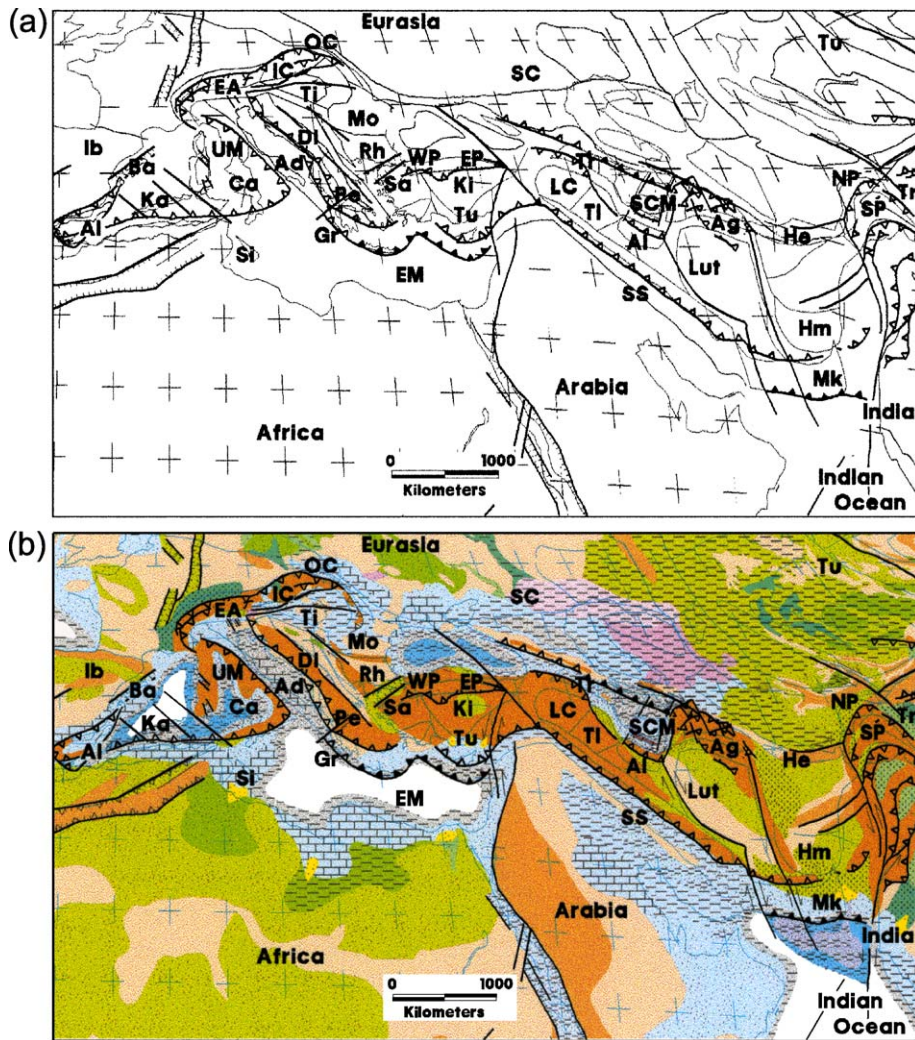 (a)
Eurasia
OC
Tu
IC
SC
EA
Ti
Mo
Ib
Ba
UM
Di
Rh
WP
EP
Tl
NP
Ad
Sa
LC
SCM
Tr
Ka
Ca
Pe
Ki
Tl
Ag
SP
Al
Tu
He
Si
Gr
Al
Lut
EM
SS
Hm
Arabia
Mk
Africa
India
0 1000
Kilometers
Indian
Ocean
(b)
Eurasia
OC
Tu
IC
SC
EA
Ti
Mo
Ib
Ba
UM
Di
Rh
WP
EP
Tl
NP
Ad
Sa
LC
SCM
Tr
Ka
Ca
Pe
Ki
Tl
Ag
SP
Al
Tu
Al
He
Si
Gr
Lut
EM
SS
Hm
Arabia
Mk
Africa
India
0 1000
Kilometers
Indian
Ocean